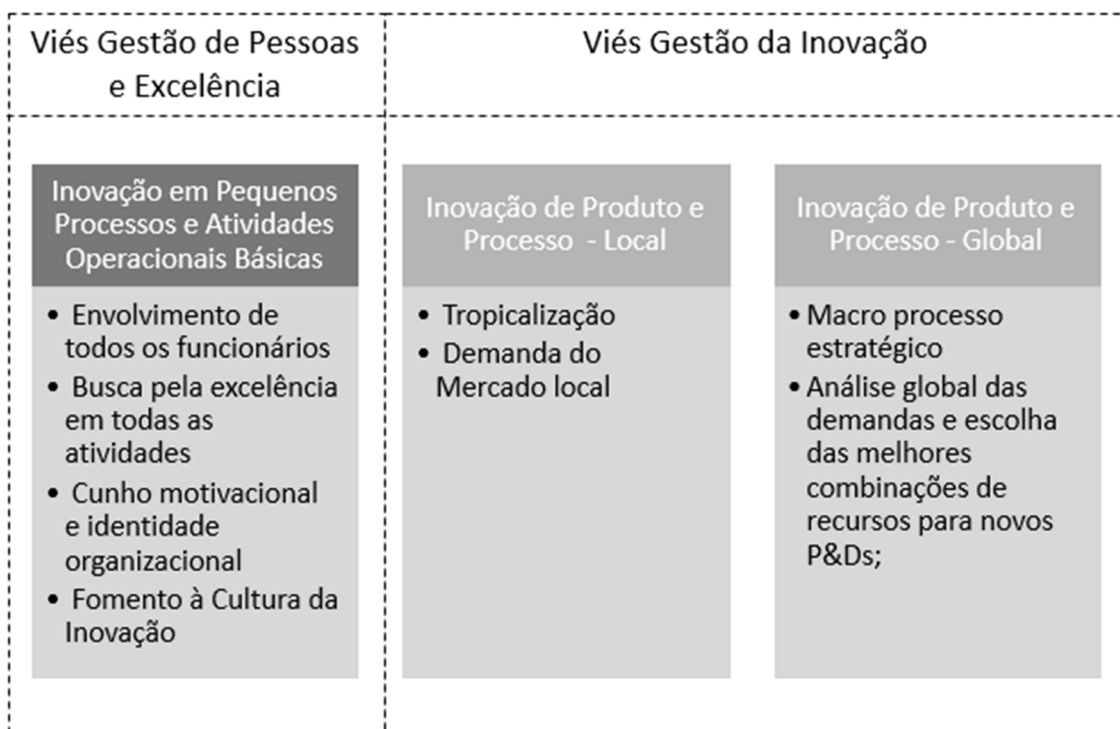 Viés Gestão de Pessoas
e Excelência
Viés Gestão da Inovação
Inovação em Pequenos
Processos e Atividades
Operacionais Básicas
• Envolvimento de
todos os funcionários
• Busca pela excelência
em todas as
atividades
• Cunho motivacional
e identidade
organizacional
• Fomento à Cultura da
Inovação
Inovação de Produto e
Processo - Local
• Tropicalização
• Demanda do
Mercado local
Inovação de Produto e
Processo - Global
• Macro processo
estratégico
• Análise global das
demandas e escolha
das melhores
combinações de
recursos para novos
P&Ds;